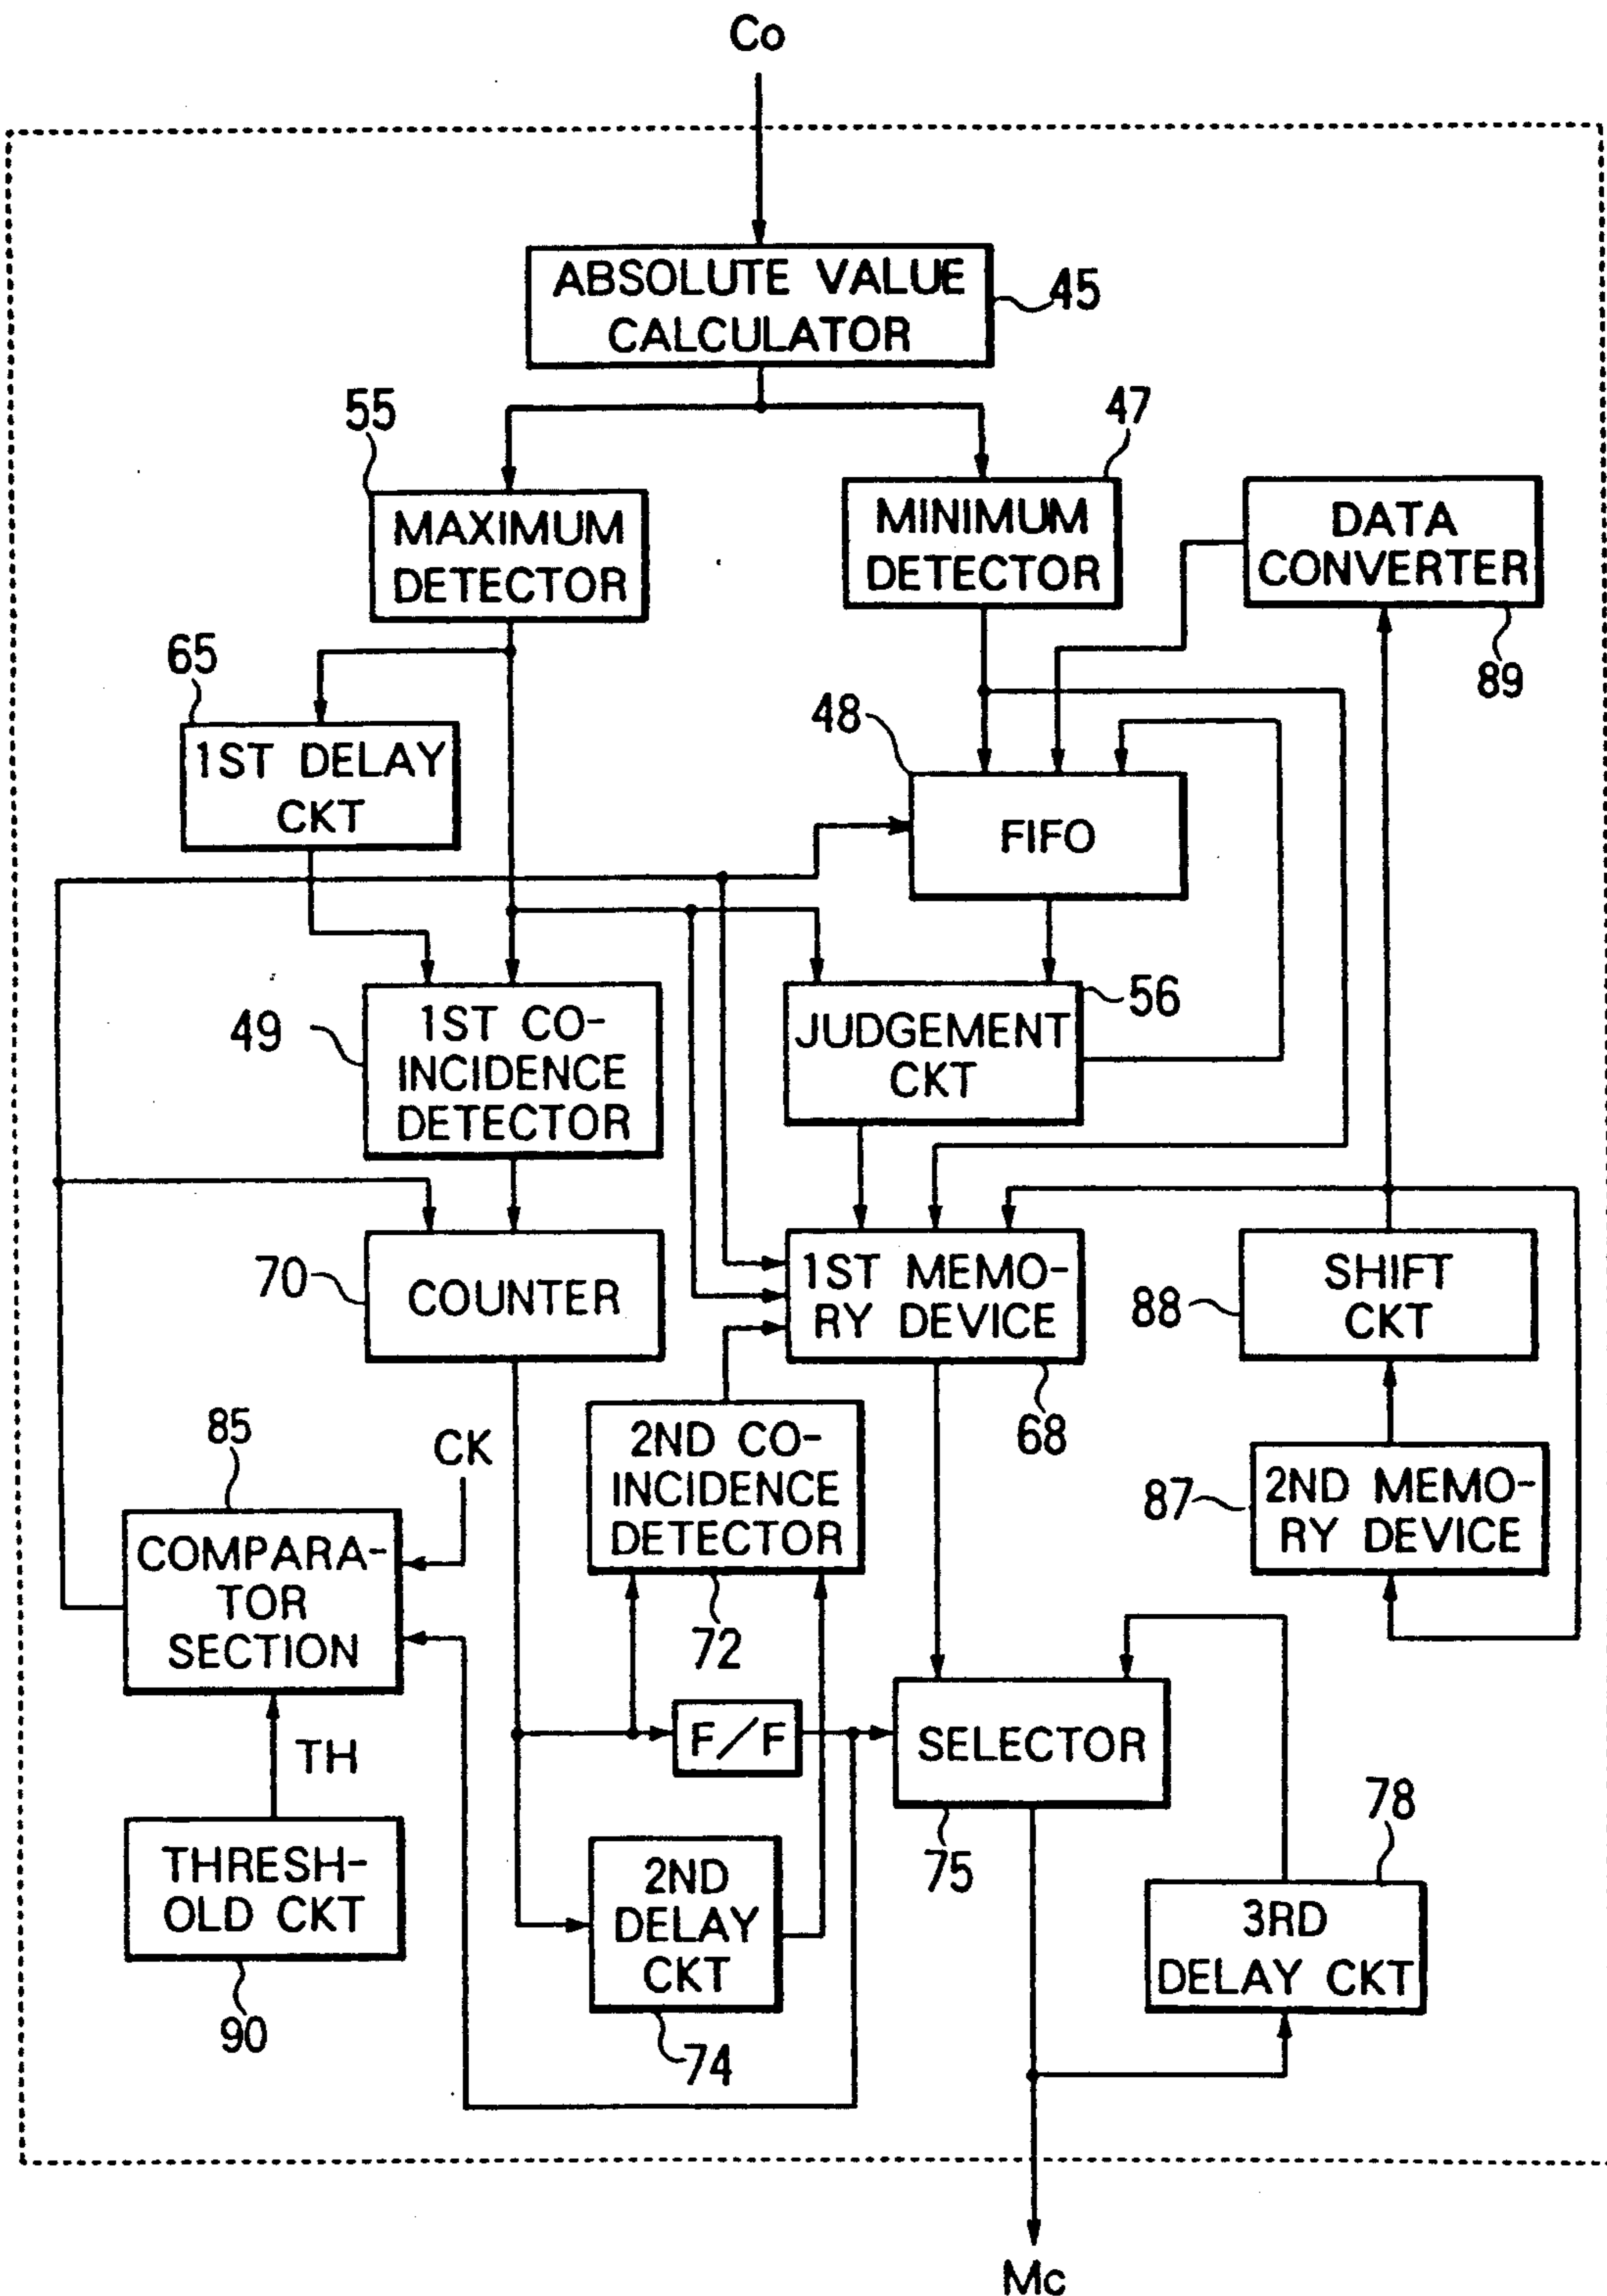 Co
ABSOLUTE VALUE
CALCULATOR
45
55
MAXIMUM
DETECTOR
47
MINIMUM
DETECTOR
DATA
CONVERTER
89
65
1ST DELAY
CKT
48
FIFO
49
1ST CO-
INCIDENCE
DETECTOR
56
JUDGEMENT
CKT
70
COUNTER
1ST MEMO-
RY DEVICE
68
88
SHIFT
CKT
85
CK
COMPARA-
TOR
SECTION
2ND CO-
INCIDENCE
DETECTOR
72
87
2ND MEMO-
RY DEVICE
TH
F/F
SELECTOR
75
THRESH-
OLD CKT
90
2ND
DELAY
CKT
74
78
3RD
DELAY CKT
Mc